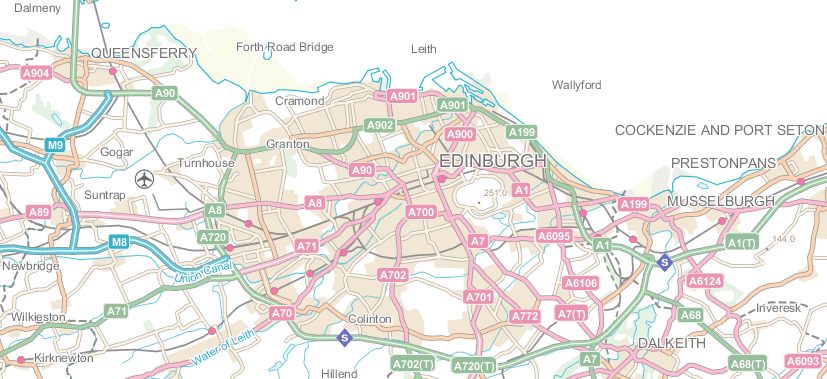 Dalmeny
QUEENSFERRY
Forth Road Bridge
Leith
A904
Wallyford
A90
A901
Cramond
A901
A902
A900
A199
COCKENZIE AND PORT SETON
M9
Gogar
Granton
Turnhouse
EDINBURGH
PRESTONPANS
A90
A1
251.0
Suntrap
A8
A199
MUSSELBURGH
A89
A8
A700
A720
A6095
A7
A1
A1(T)
144.0
M8
A71
Newbridge
Union Canal
S
A702
A6106
A6124
A701
Inveresk
A71
A70
A772
A7(T)
A68
Wilkieston
Colinton
Water of Leith
S
DALKEITH
Kirknewton
A702(T)
A720(T)
A7
A68(T)
A6093
Hillend